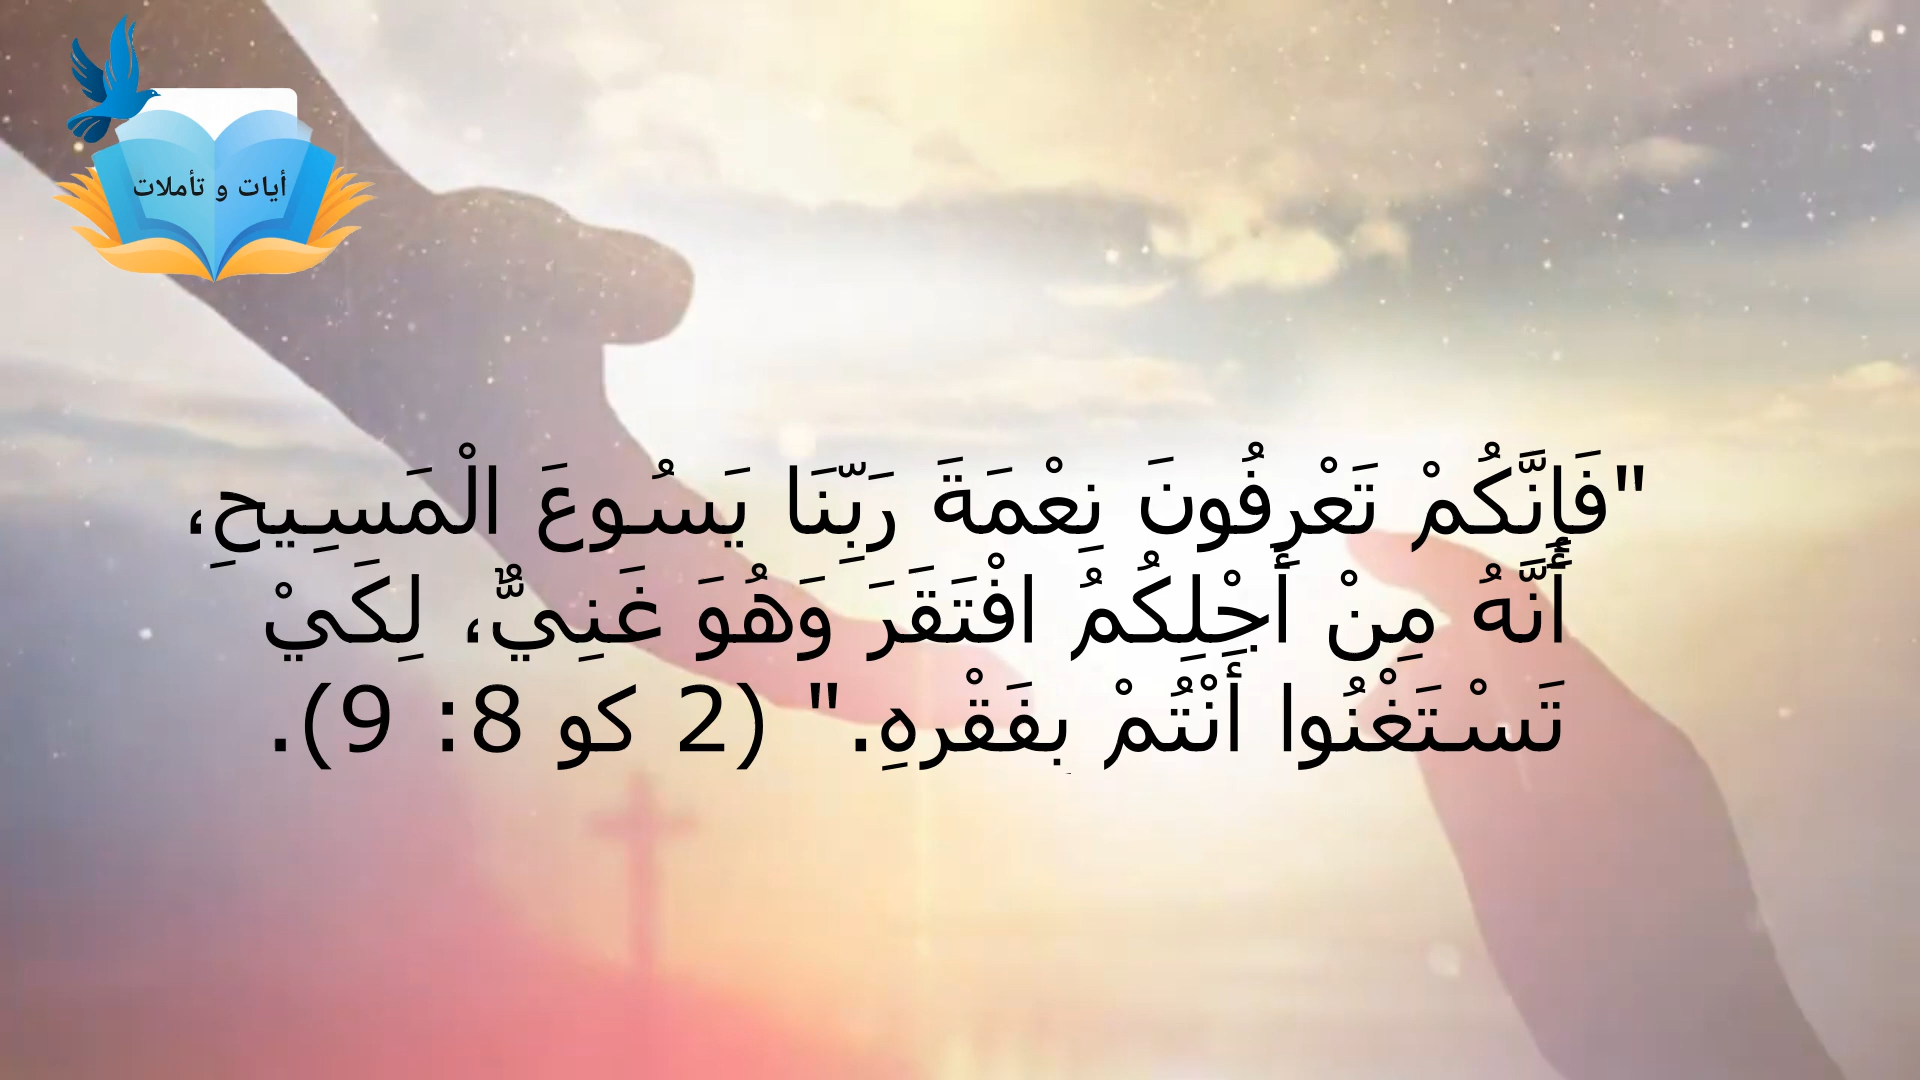 أيات و تأملات
"فَإِنَّكُمْ تَعْرِفُونَ نِعْمَةَ رَبِّنَا يَسُوعَ الْمَسِيحِ،
أَنَّهُ مِنْ أَجْلِكُمُ افْتَقَرَ وَهُوَ غَنِيٌّ، لِكَيْ
تَسْتَغْنُوا أَنْتُمْ بِفَقْرِهِ." (2 كو 8: 9).